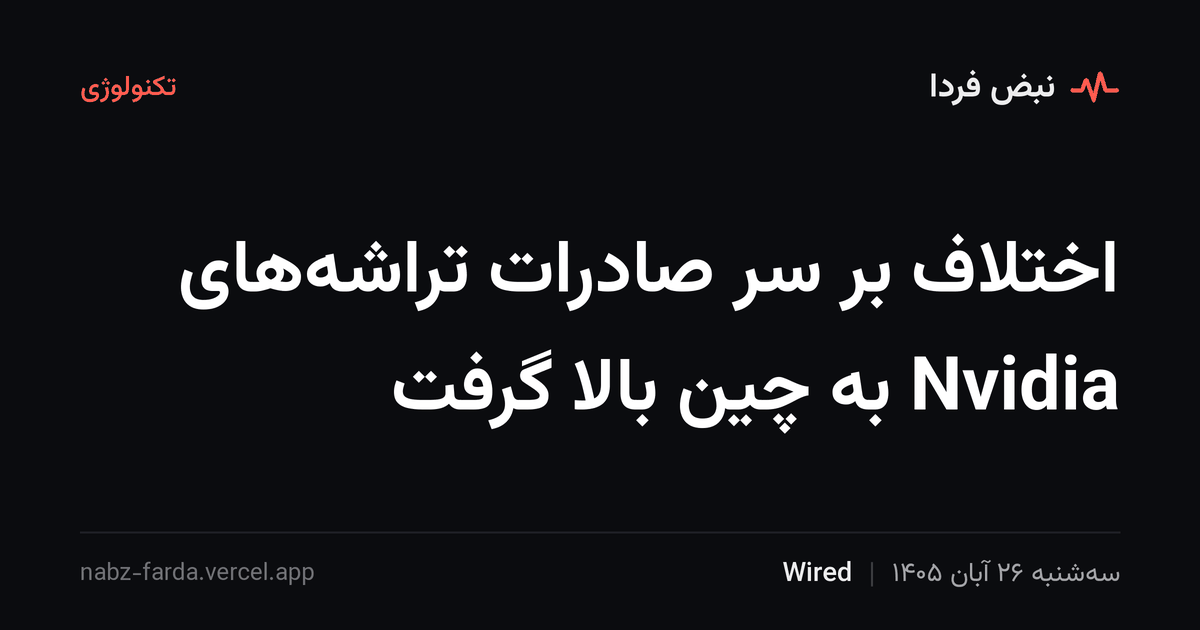 نبض فردا
تکنولوژی
اختلاف بر سر صادرات تراشه‌های
Nvidia به چین بالا گرفت
سه‌شنبه ۲۶ آبان ۱۴۰۵ | Wired
nabz-farda.vercel.app